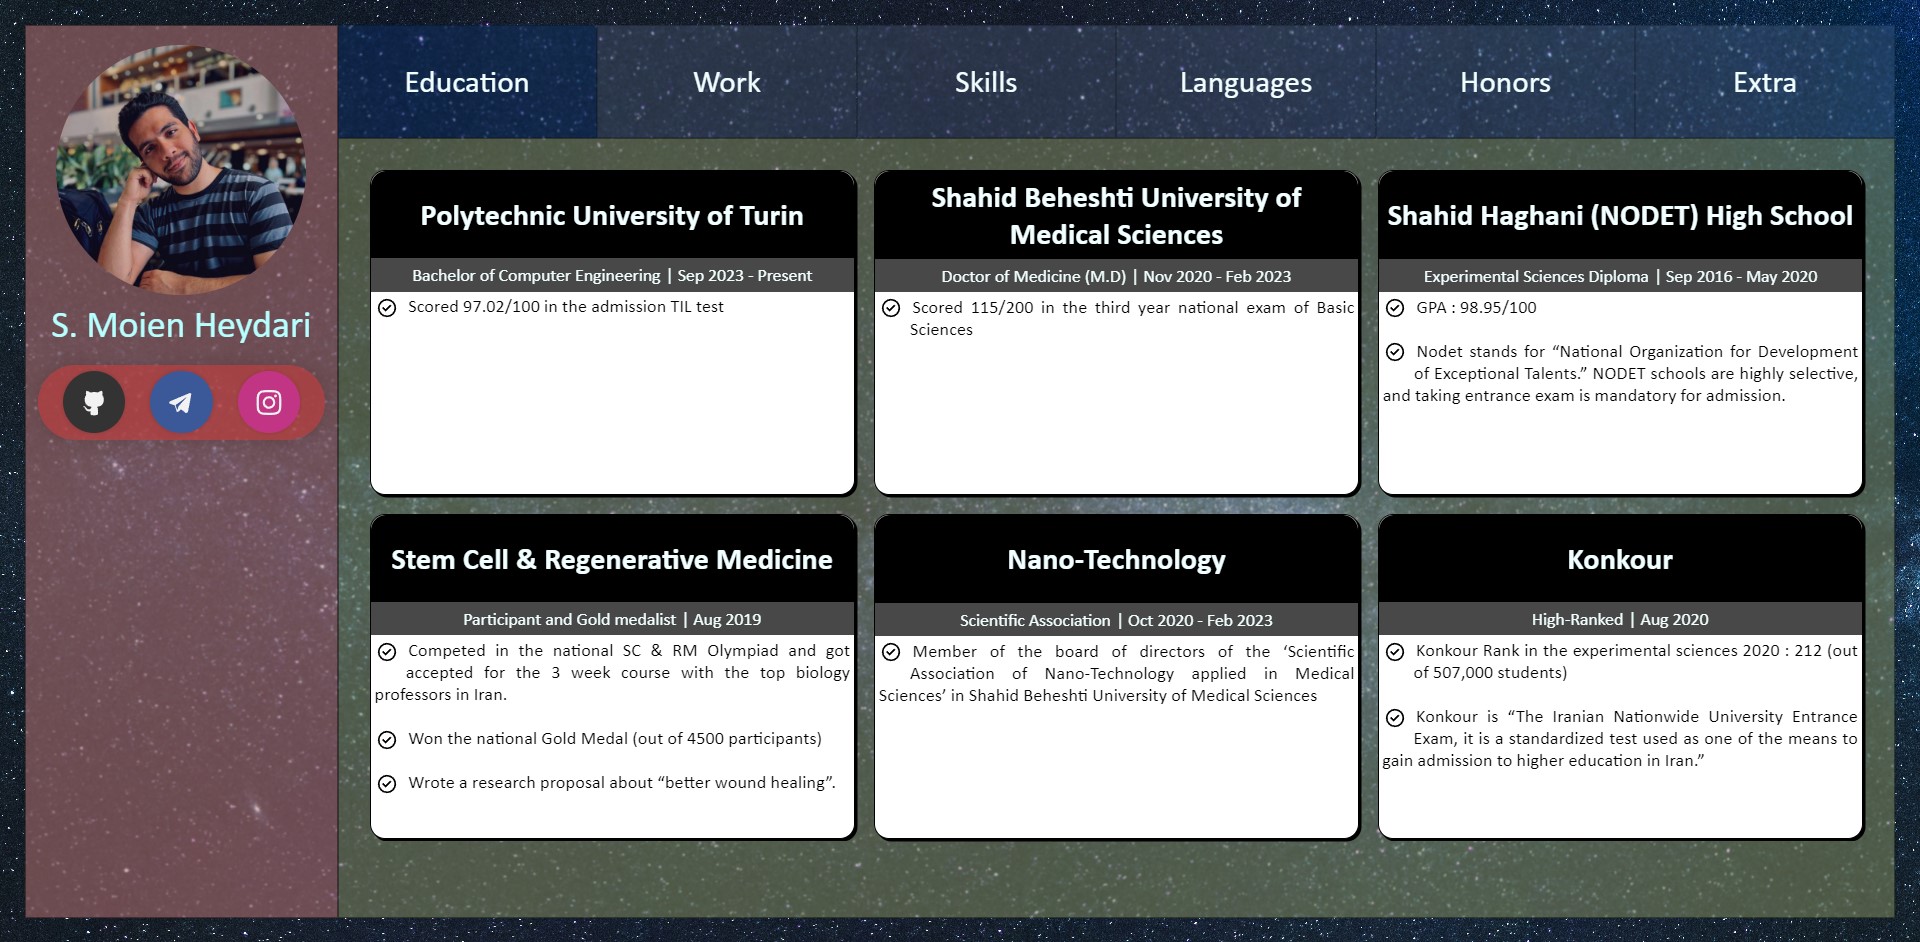 Education
Work
Skills
Languages
Honors
Extra
S. Moien Heydari
Polytechnic University of Turin
Bachelor of Computer Engineering | Sep 2023 - Present
Scored 97.02/100 in the admission TIL test
Shahid Beheshti University of
Medical Sciences
Doctor of Medicine (M.D) | Nov 2020 - Feb 2023
Scored 115/200 in the third year national exam of Basic
Sciences
Shahid Haghani (NODET) High School
Experimental Sciences Diploma | Sep 2016 - May 2020
GPA : 98.95/100
Nodet stands for “National Organization for Development
of Exceptional Talents.” NODET schools are highly selective,
and taking entrance exam is mandatory for admission.
Stem Cell & Regenerative Medicine
Participant and Gold medalist | Aug 2019
Competed in the national SC & RM Olympiad and got
accepted for the 3 week course with the top biology
professors in Iran.
Won the national Gold Medal (out of 4500 participants)
Wrote a research proposal about “better wound healing”.
Nano-Technology
Scientific Association | Oct 2020 - Feb 2023
Member of the board of directors of the ‘Scientific
Association of Nano-Technology applied in Medical
Sciences’ in Shahid Beheshti University of Medical Sciences
Konkour
High-Ranked | Aug 2020
Konkour Rank in the experimental sciences 2020 : 212 (out
of 507,000 students)
Konkour is “The Iranian Nationwide University Entrance
Exam, it is a standardized test used as one of the means to
gain admission to higher education in Iran.”